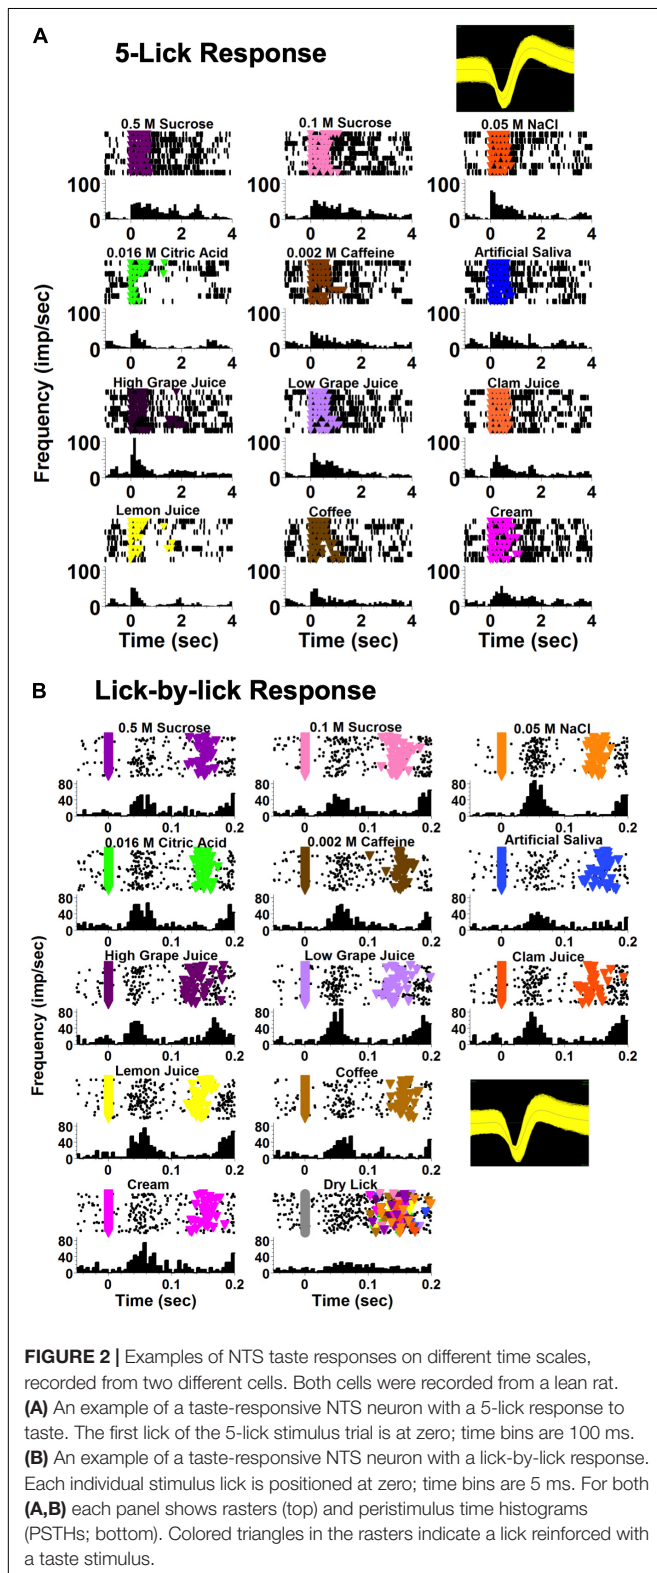 A
5-Lick Response
0.5 M Sucrose 0.1 M Sucrose 0.05 NaCl
100 100 100
0 0 0
0 2 4 0 2 4 0 2 4
0.016 M Citric Acid 0.002 M Caffeine Artificial Saliva
100 100 100
0 0 0
0 2 4 0 2 4 0 2 4
High Grape Juice Low Grape Juice Clam Juice
100 100 100
0 0 0
0 2 4 0 2 4 0 2 4
Lemon Juice Coffee Cream
100 100 100
0 0 0
0 2 4 0 2 4 0 2 4
Time (sec) Time (sec) Time (sec)
Frequency (imp/sec)
B
Lick-by-lick Response
0.5 M Sucrose 0.1 M Sucrose 0.05 M NaCl
80 80 80
40 40 40
0 0 0
0 0.1 0.2 0 0.1 0.2 0 0.1 0.2
0.016 M Citric Acid 0.002 M Caffeine Artificial Saliva
80 80 80
40 40 40
0 0 0
0 0.1 0.2 0 0.1 0.2 0 0.1 0.2
High Grape Juice Low Grape Juice Clam Juice
80 80 80
40 40 40
0 0 0
0 0.1 0.2 0 0.1 0.2 0 0.1 0.2
Lemon Juice Coffee
80 80
40 40
0 0
0 0.1 0.2 0 0.1 0.2
Cream Dry Lick
80 80
40 40
0 0
0 0.1 0.2 0 0.1 0.2
Time (sec) Time (sec)
Frequency (imp/sec)
FIGURE 2 | Examples of NTS taste responses on different time scales,
recorded from two different cells. Both cells were recorded from a lean rat.
(A) An example of a taste-responsive NTS neuron with a 5-lick response to
taste. The first lick of the 5-lick stimulus trial is at zero; time bins are 100 ms.
(B) An example of a taste-responsive NTS neuron with a lick-by-lick response.
Each individual stimulus lick is positioned at zero; time bins are 5 ms. For both
(A,B) each panel shows rasters (top) and peristimulus time histograms
(PSTHs; bottom). Colored triangles in the rasters indicate a lick reinforced with
a taste stimulus.